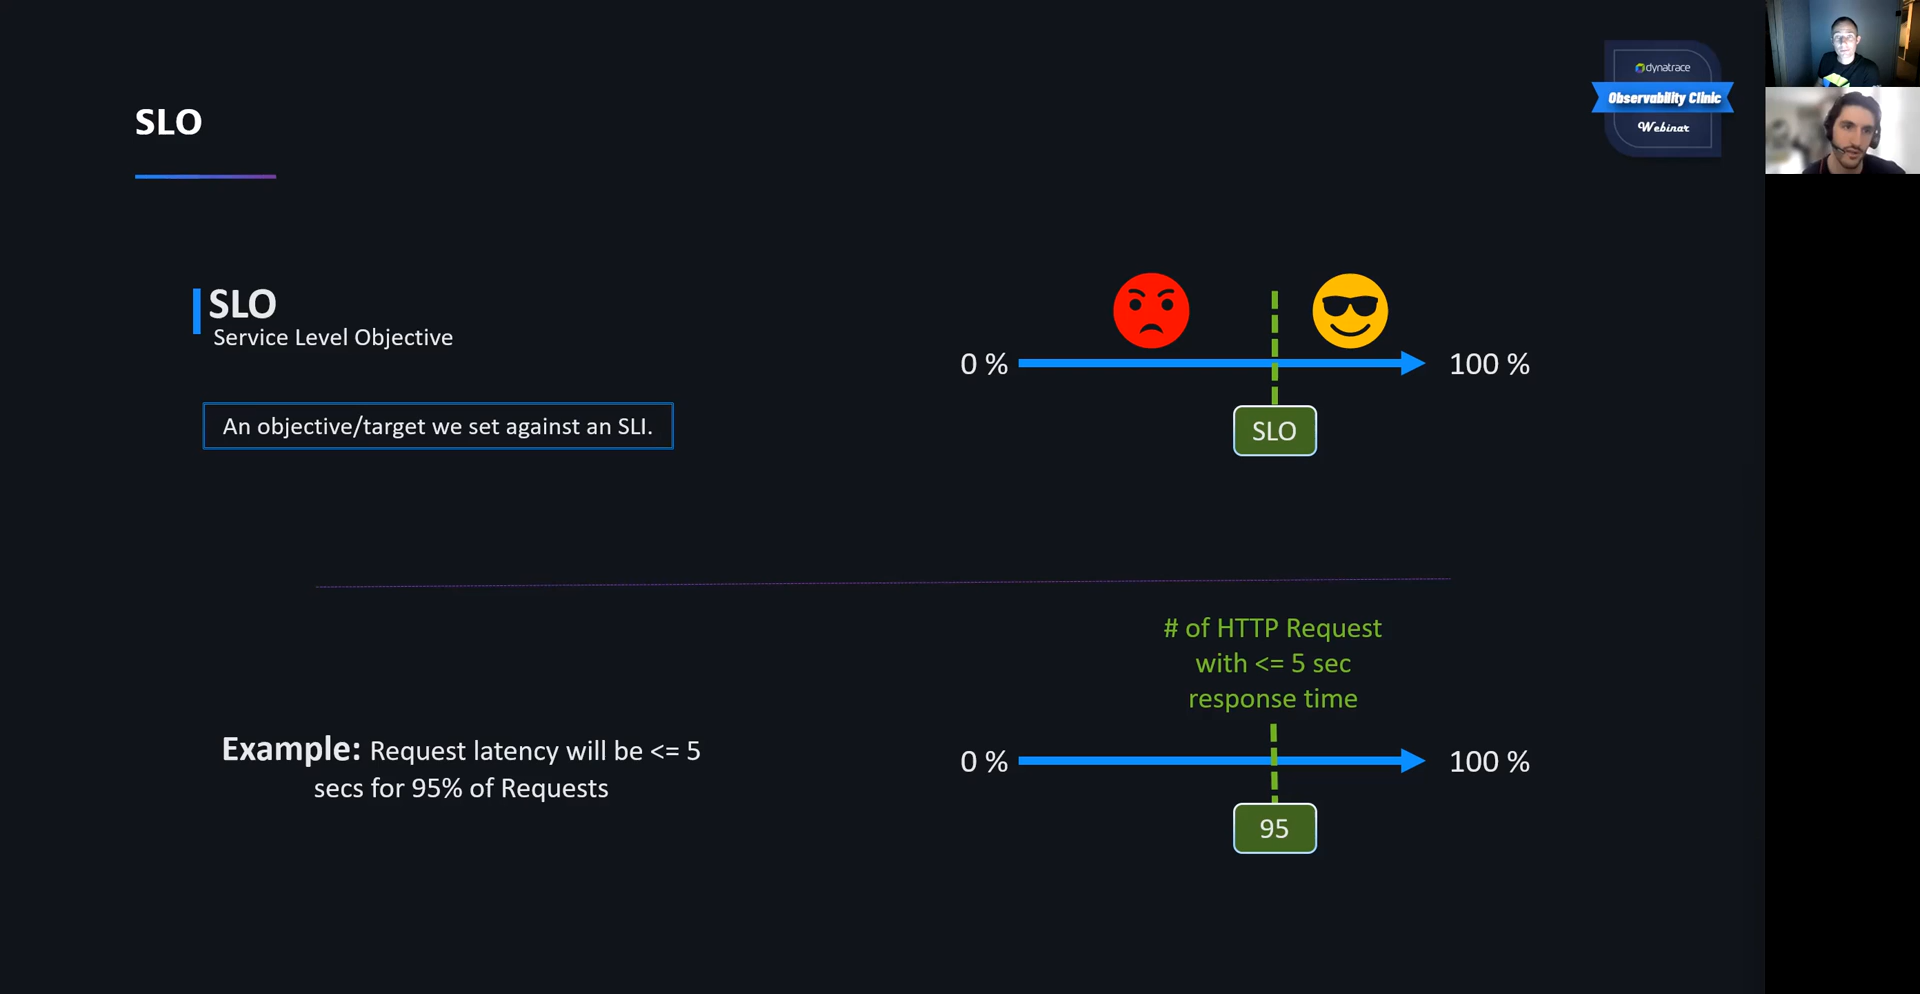 SLO
dynatrace
Observability Clinic
Webinar
SLO
Service Level Objective
An objective/target we set against an SLI.
0 %
100 %
SLO
# of HTTP Request
with <= 5 sec
response time
Example: Request latency will be <= 5
secs for 95% of Requests
0 %
100 %
95